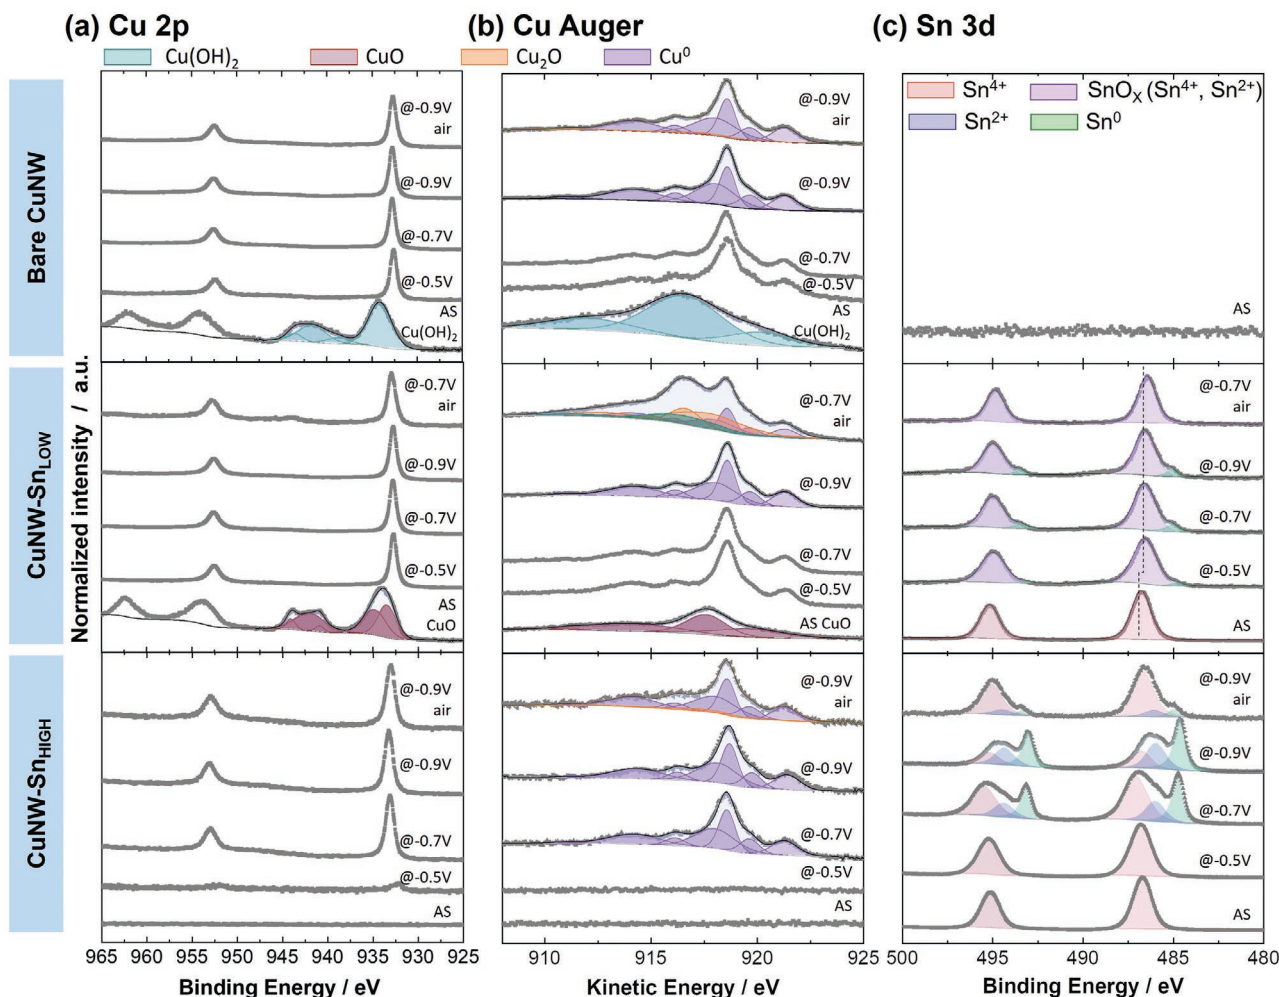 (a) Cu 2p
(b) Cu Auger
(c) Sn 3d
Cu(OH)2
CuO
Cu2O
Cu0
Bare CuNW
CuNW-SnLOW
CuNW-SnHIGH
Normalized intensity / a.u.
@-0.9V
air
@-0.9V
@-0.7V
@-0.5V
AS
Cu(OH)2
@-0.7V
air
@-0.9V
@-0.7V
@-0.5V
AS
CuO
@-0.9V
air
@-0.9V
@-0.7V
@-0.5V
AS
965 960 955 950 945 940 935 930 925
Binding Energy / eV
@-0.9V
air
@-0.9V
@-0.7V
@-0.5V
AS
Cu(OH)2
@-0.7V
air
@-0.9V
@-0.7V
@-0.5V
AS CuO
@-0.9V
air
@-0.9V
@-0.7V
@-0.5V
AS
910 915 920 925
Kinetic Energy / eV
Sn4+
SnOX (Sn4+, Sn2+)
Sn2+
Sn0
AS
@-0.7V
air
@-0.9V
@-0.7V
@-0.5V
AS
@-0.9V
air
@-0.9V
@-0.7V
@-0.5V
AS
500 495 490 485 480
Binding Energy / eV